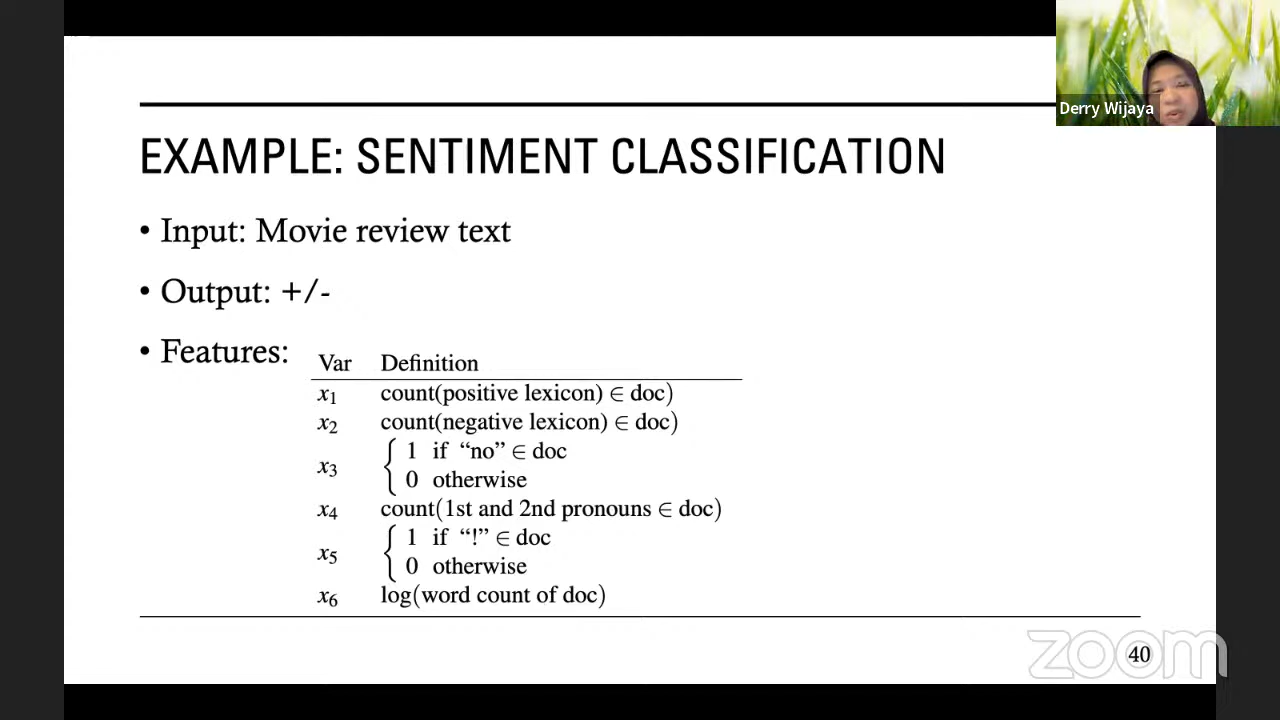 Derry Wijaya
EXAMPLE: SENTIMENT CLASSIFICATION
• Input: Movie review text
• Output: +/-
• Features:
Var Definition
x1 count(positive lexicon) ∈ doc)
x2 count(negative lexicon) ∈ doc)
x3 { 1 if “no” ∈ doc
0 otherwise
x4 count(1st and 2nd pronouns ∈ doc)
x5 { 1 if “!” ∈ doc
0 otherwise
x6 log(word count of doc)
zoom
40